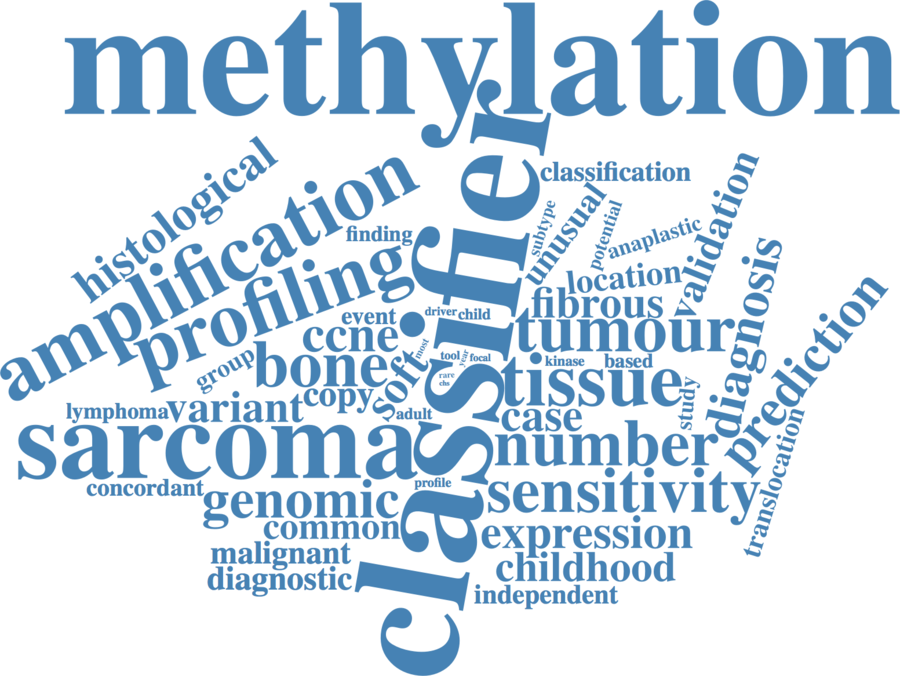 methylation
classifier
histological
classification
amplification
unusual
validation
subtype
potential
anaplastic
finding
profiling
location
diagnosis
fibrous
prediction
event
driver
child
ccne
tumour
group
bone
most
soft
tool
year
focal
kinase
based
rare
chs
tissue
copy
study
lymphoma
variant
adult
case
sarcoma
number
translocation
concordant
profile
genomic
sensitivity
common
expression
malignant
childhood
diagnostic
independent